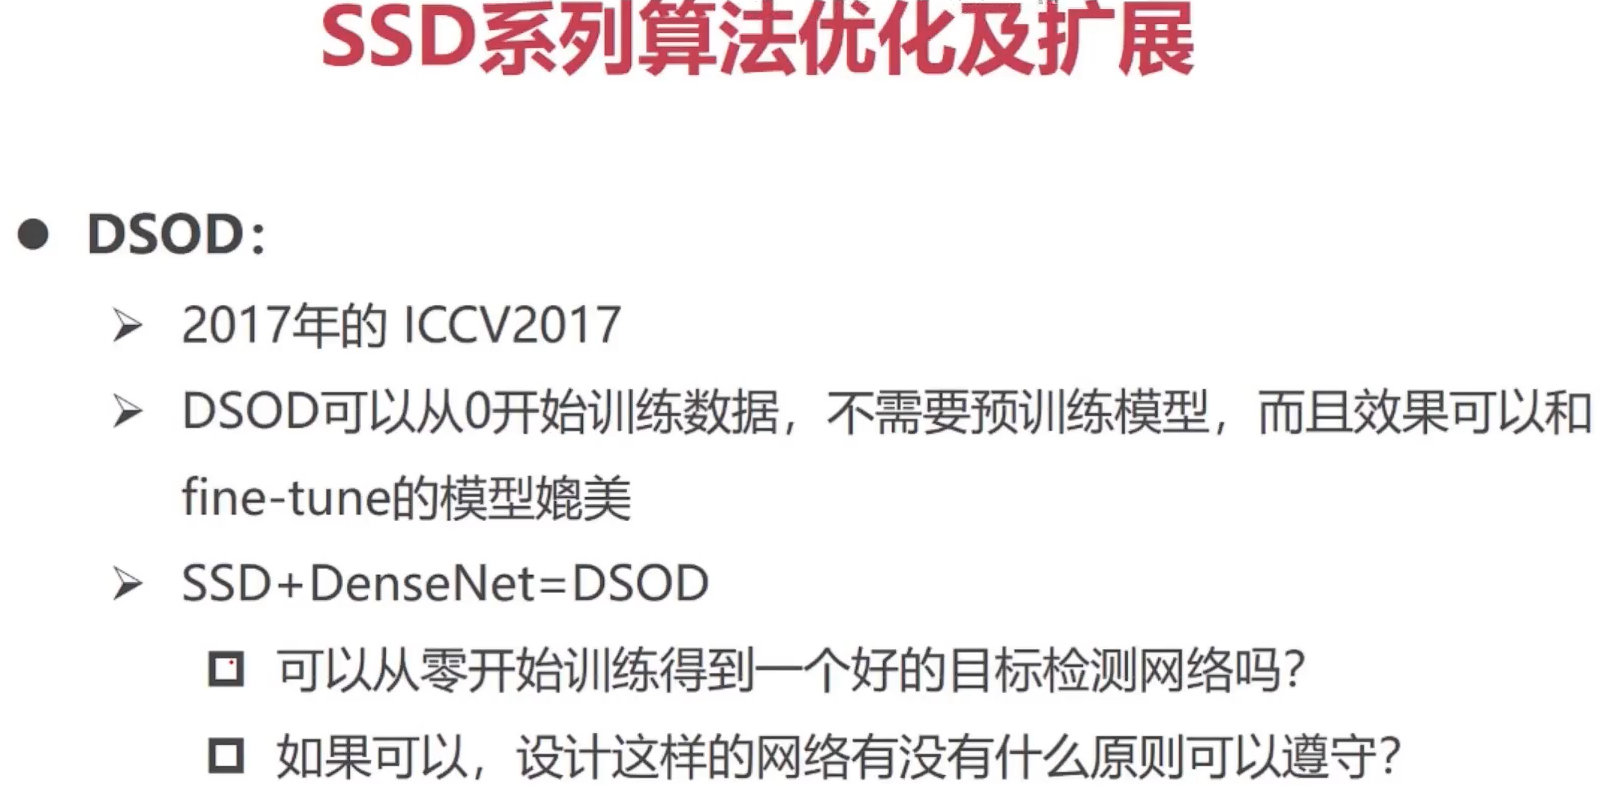 SSD系列算法优化及扩展
DSOD：
2017年的 ICCV2017
DSOD可以从0开始训练数据，不需要预训练模型，而且效果可以和
fine-tune的模型媲美
SSD+DenseNet=DSOD
可以从零开始训练得到一个好的目标检测网络吗？
如果可以，设计这样的网络有没有什么原则可以遵守？